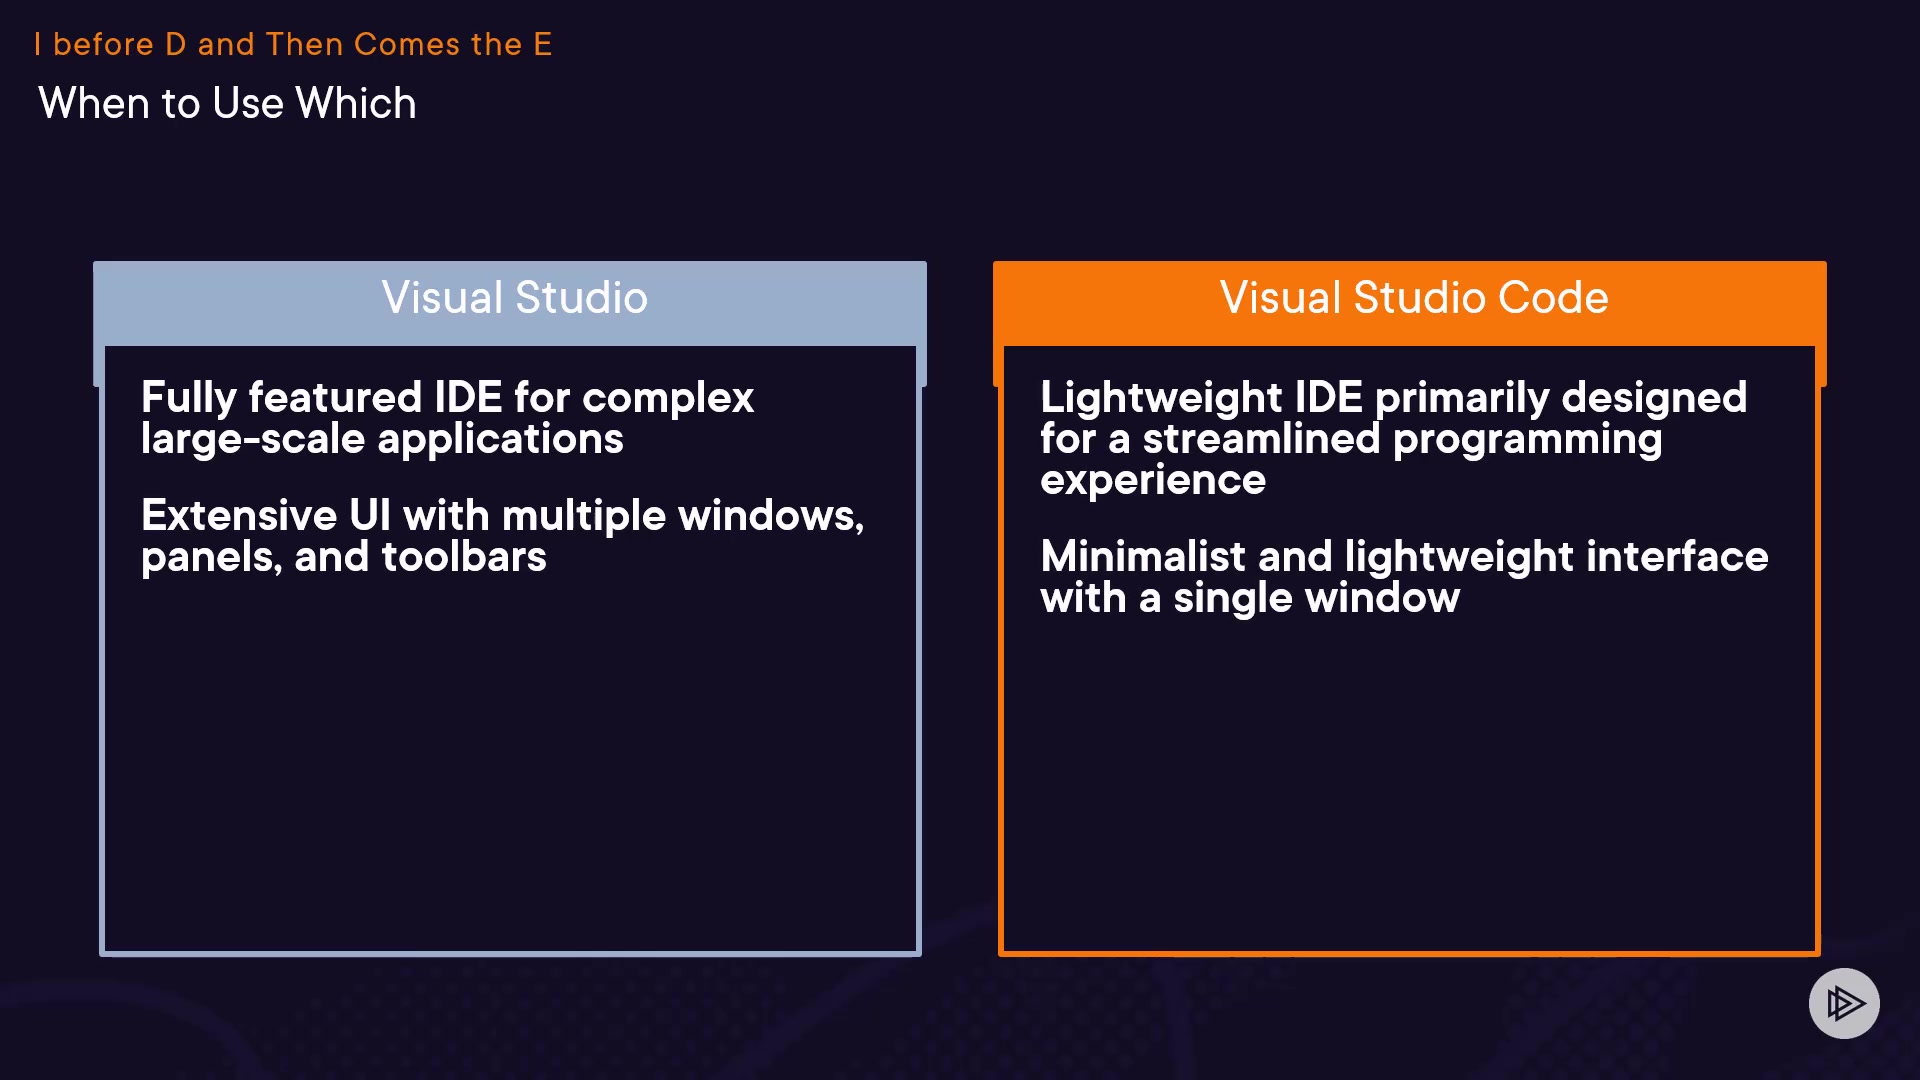 I before D and Then Comes the E
When to Use Which
Visual Studio
Fully featured IDE for complex
large-scale applications
Extensive UI with multiple windows,
panels, and toolbars
Visual Studio Code
Lightweight IDE primarily designed
for a streamlined programming
experience
Minimalist and lightweight interface
with a single window